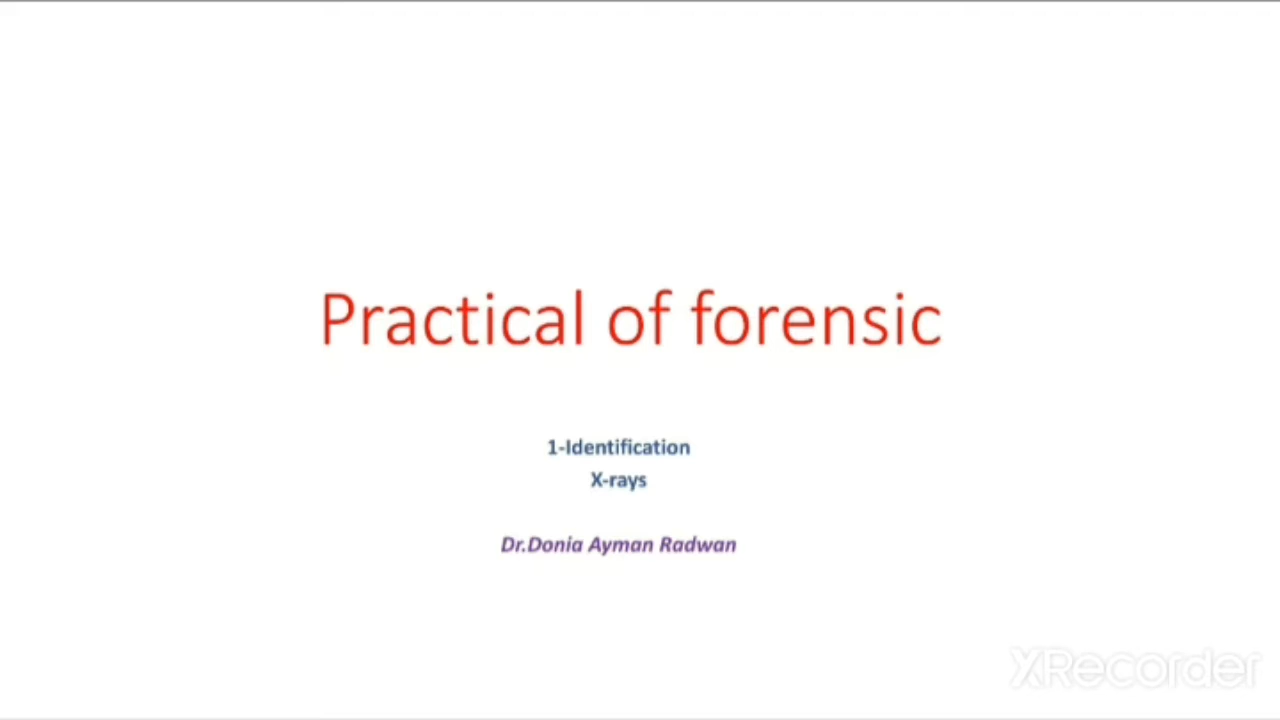 Practical of forensic
1-Identification
X-rays
Dr.Donia Ayman Radwan
XRecorder